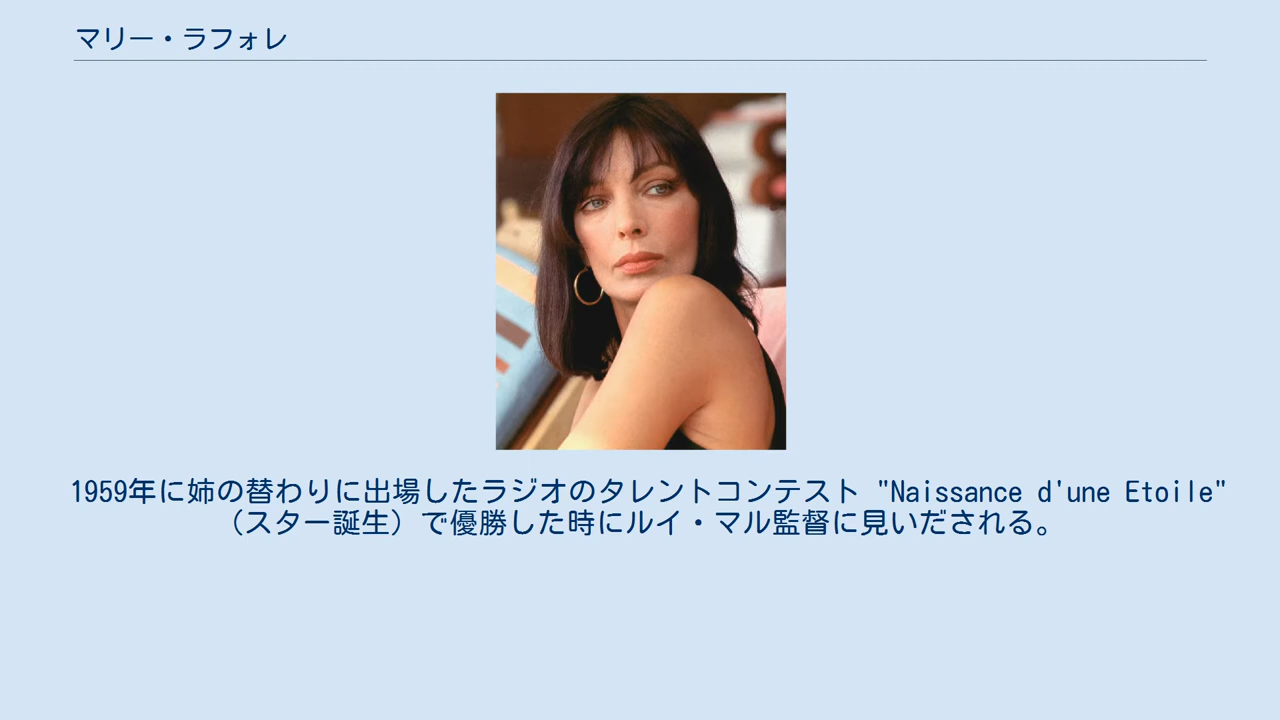 マリー・ラフォレ
1959年に姉の替わりに出場したラジオのタレントコンテスト "Naissance d'une Etoile"
（スター誕生）で優勝した時にルイ・マル監督に見いだされる。